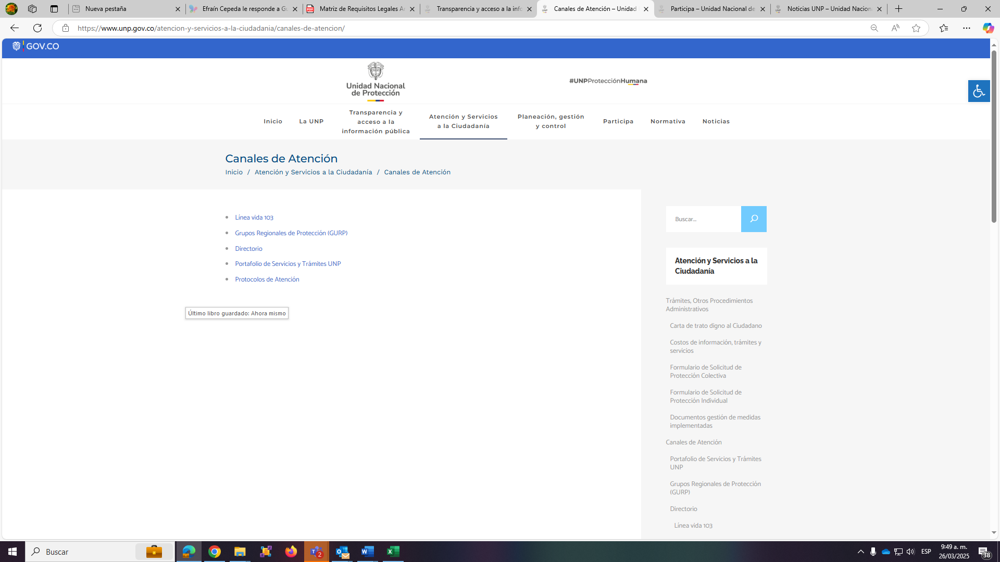 Nueva pestaña
Efraín Cepeda le responde a Gu
Matriz de Requisitos Legales Am
Transparencia y acceso a la info
Canales de Atención – Unidad
Participa – Unidad Nacional de
Noticias UNP – Unidad Nacion
https://www.unp.gov.co/atencion-y-servicios-a-la-ciudadania/canales-de-atencion/
GOV.CO
Unidad Nacional
de Protección
#UNPProtecciónHumana
Inicio
La UNP
Transparencia y
acceso a la
información pública
Atención y Servicios
a la Ciudadanía
Planeación, gestión
y control
Participa
Normativa
Noticias
Canales de Atención
Inicio / Atención y Servicios a la Ciudadanía / Canales de Atención
Línea vida 103
Grupos Regionales de Protección (GURP)
Directorio
Portafolio de Servicios y Trámites UNP
Protocolos de Atención
Último libro guardado: Ahora mismo
Buscar...
Atención y Servicios a la
Ciudadanía
Trámites, Otros Procedimientos
Administrativos
Carta de trato digno al Ciudadano
Costos de información, trámites y
servicios
Formulario de Solicitud de
Protección Colectiva
Formulario de Solicitud de
Protección Individual
Documentos gestión de medidas
implementadas
Canales de Atención
Portafolio de Servicios y Trámites
UNP
Grupos Regionales de Protección
(GURP)
Directorio
Línea vida 103
Buscar
2
ESP
9:49 a. m.
26/03/2025
38